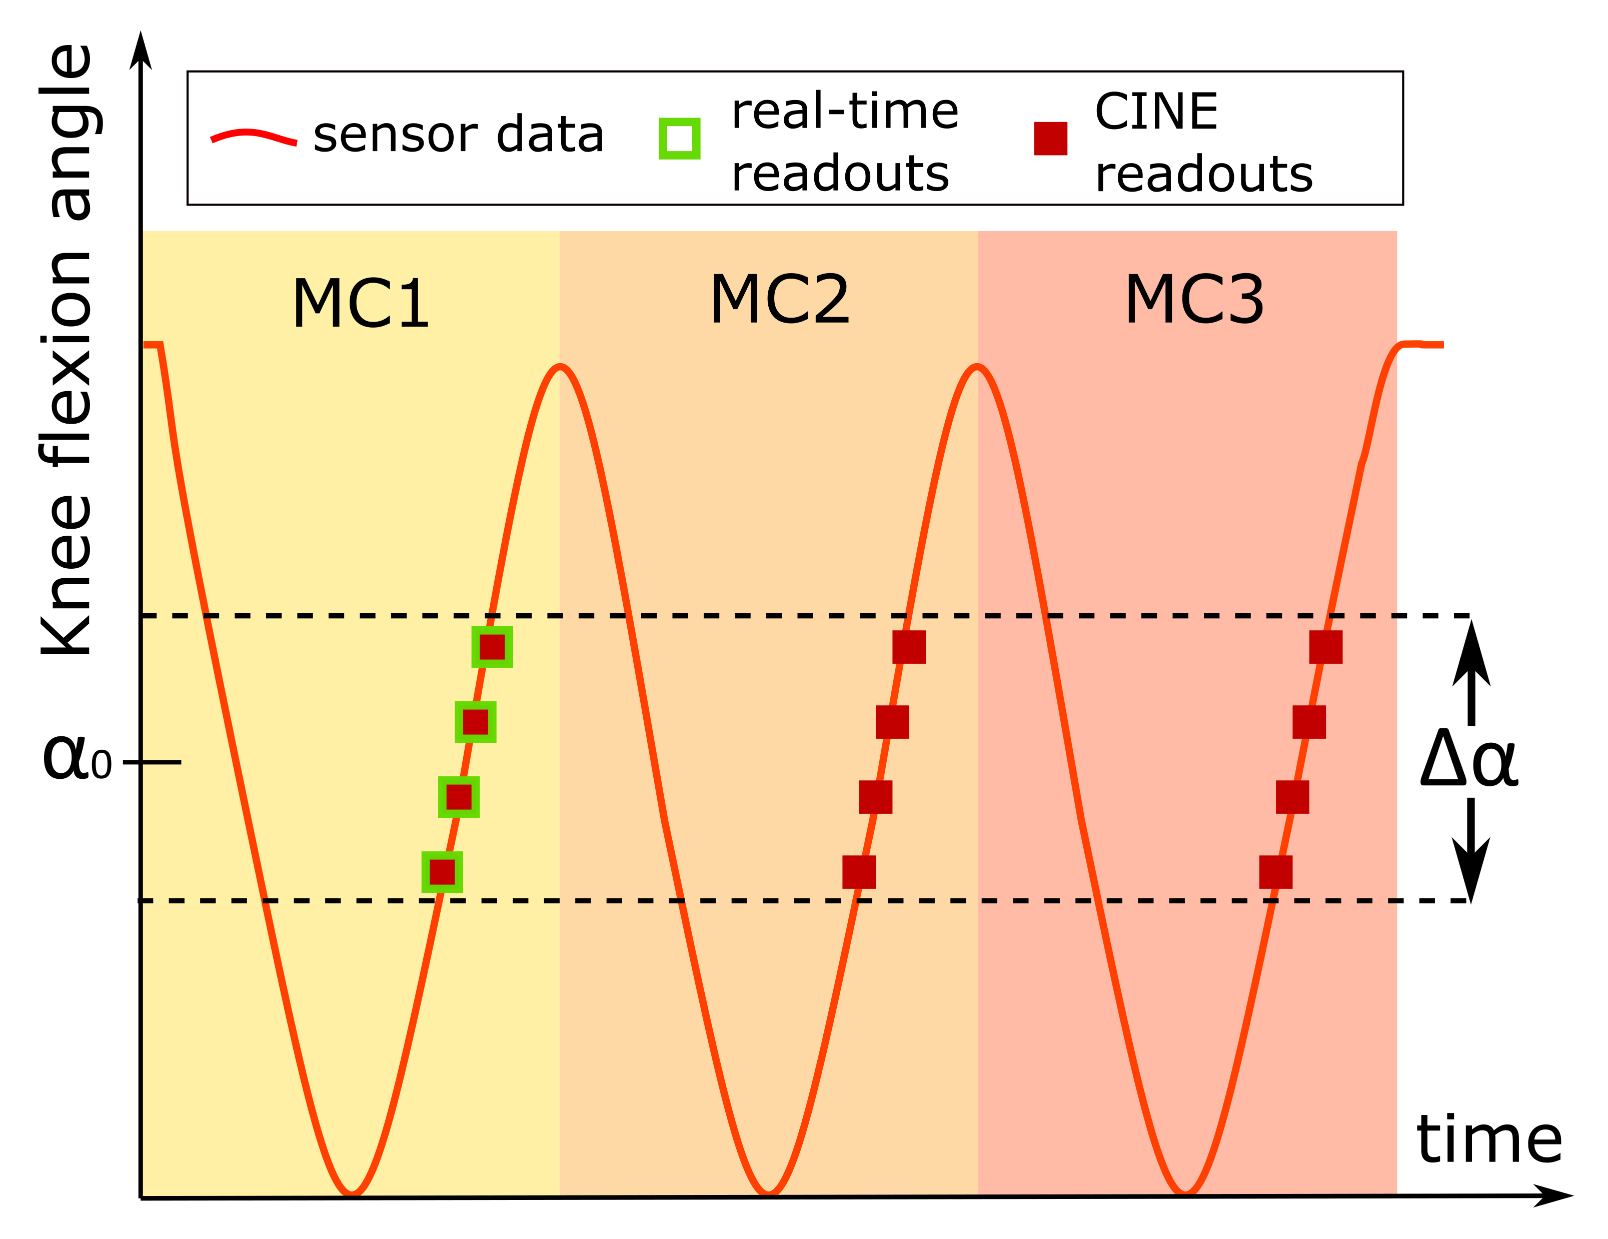 Knee flexion angle
sensor data
real-time
readouts
CINE
readouts
MC1
MC2
MC3
α₀
Δα
time